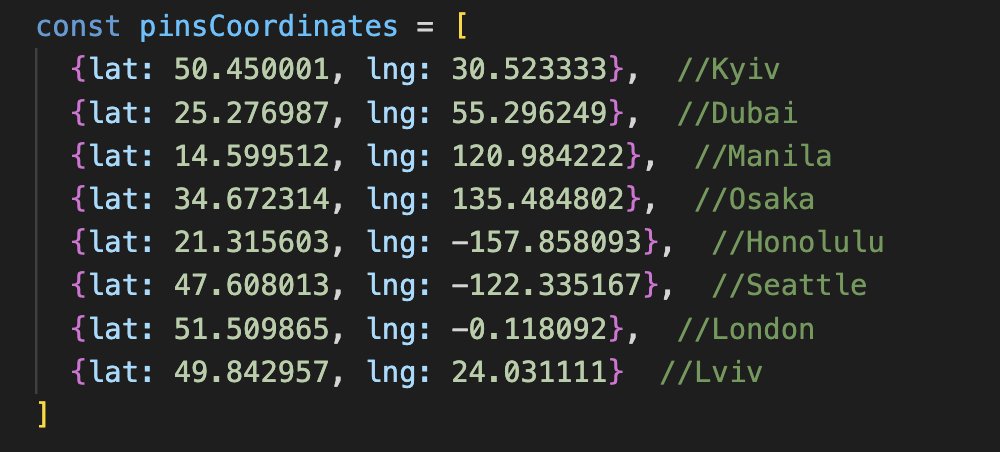 const pinsCoordinates = [
  {lat: 50.450001, lng: 30.523333},  //Kyiv
  {lat: 25.276987, lng: 55.296249},  //Dubai
  {lat: 14.599512, lng: 120.984222},  //Manila
  {lat: 34.672314, lng: 135.484802},  //Osaka
  {lat: 21.315603, lng: -157.858093},  //Honolulu
  {lat: 47.608013, lng: -122.335167},  //Seattle
  {lat: 51.509865, lng: -0.118092},  //London
  {lat: 49.842957, lng: 24.031111}  //Lviv
]